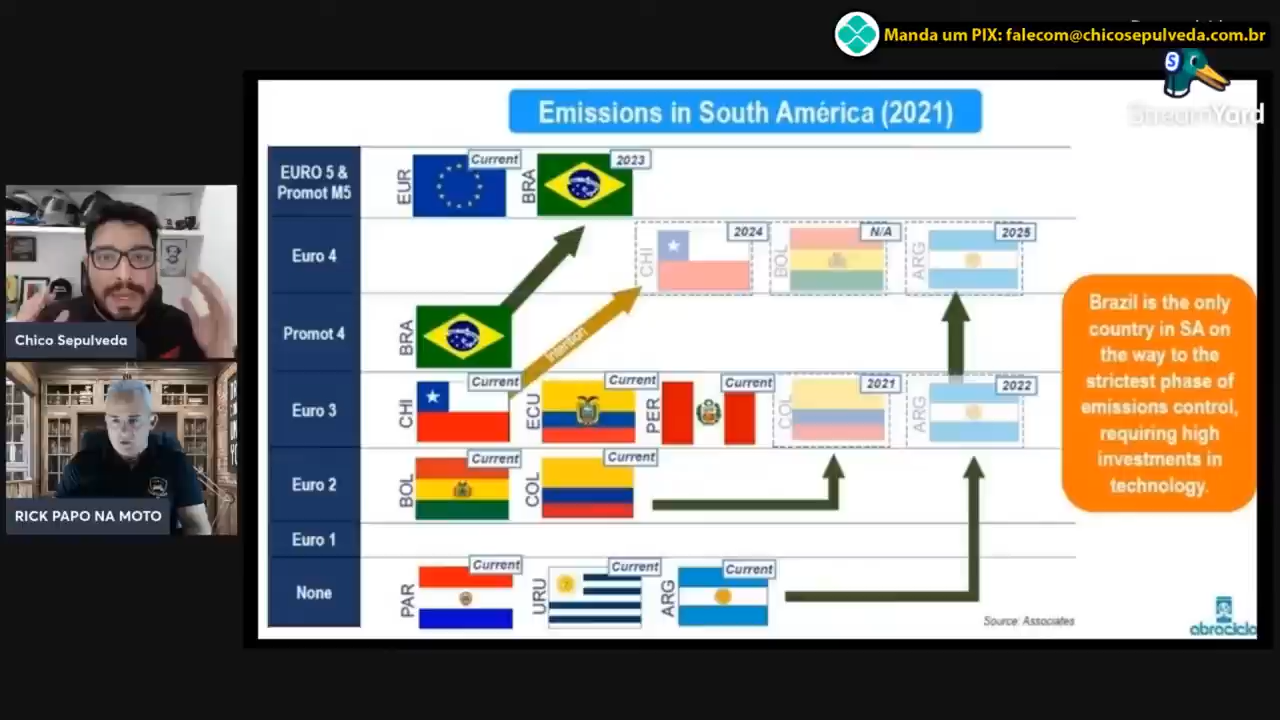 Manda um PIX: falecom@chicosepulveda.com.br
S
StreamYard
Emissions in South América (2021)
EURO 5 &
Promot M5
EUR
Current
BRA
2023
Euro 4
CHI
2024
BOL
N/A
ARG
2025
Promot 4
BRA
Intention
Euro 3
CHI
Current
ECU
Current
PER
Current
COL
2021
ARG
2022
Euro 2
BOL
Current
COL
Current
Euro 1
None
PAR
Current
URU
Current
ARG
Current
Brazil is the only
country in SA on
the way to the
strictest phase of
emissions control,
requiring high
investments in
technology.
Source: Associates
abraciclo
Chico Sepulveda
RICK PAPO NA MOTO